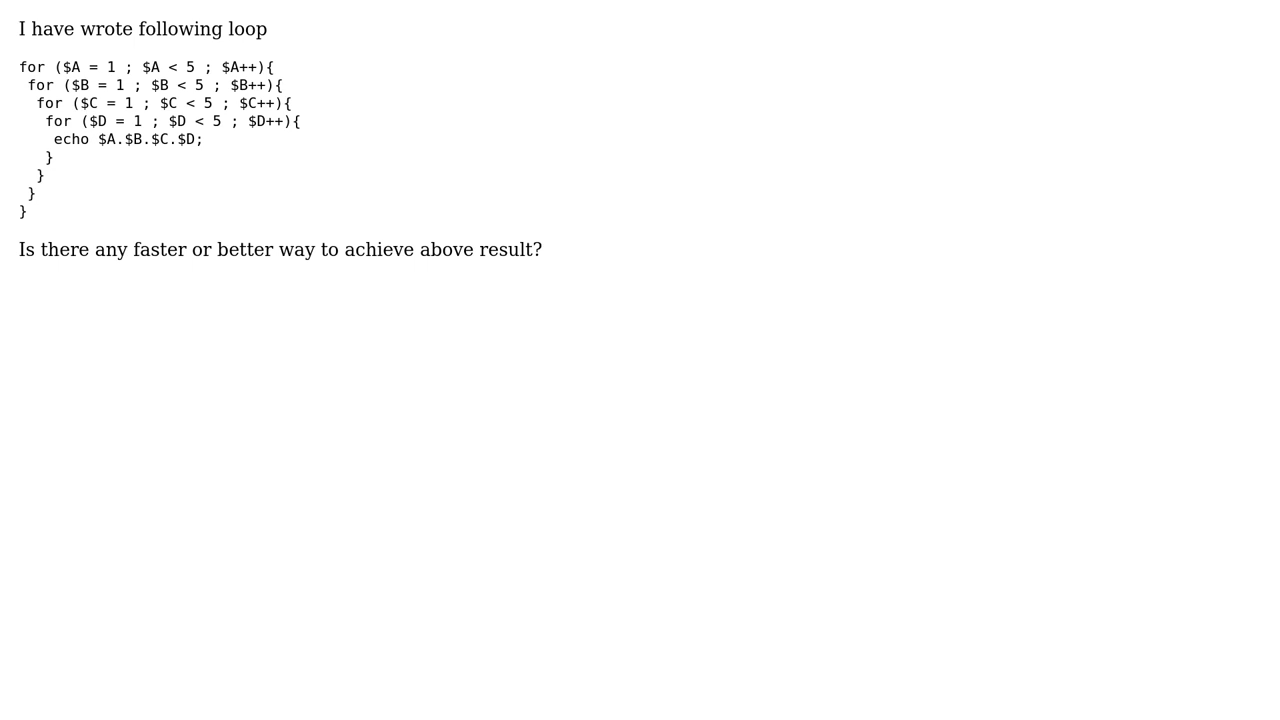 I have wrote following loop
for ($A = 1 ; $A < 5 ; $A++){
 for ($B = 1 ; $B < 5 ; $B++){
  for ($C = 1 ; $C < 5 ; $C++){
   for ($D = 1 ; $D < 5 ; $D++){
    echo $A.$B.$C.$D;
   }
  }
 }
}
Is there any faster or better way to achieve above result?